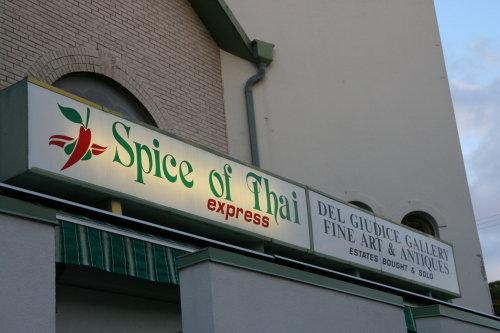 Spice of Thai
express
DEL GIUDICE GALLERY
FINE ART & ANTIQUES
ESTATES BOUGHT & SOLD